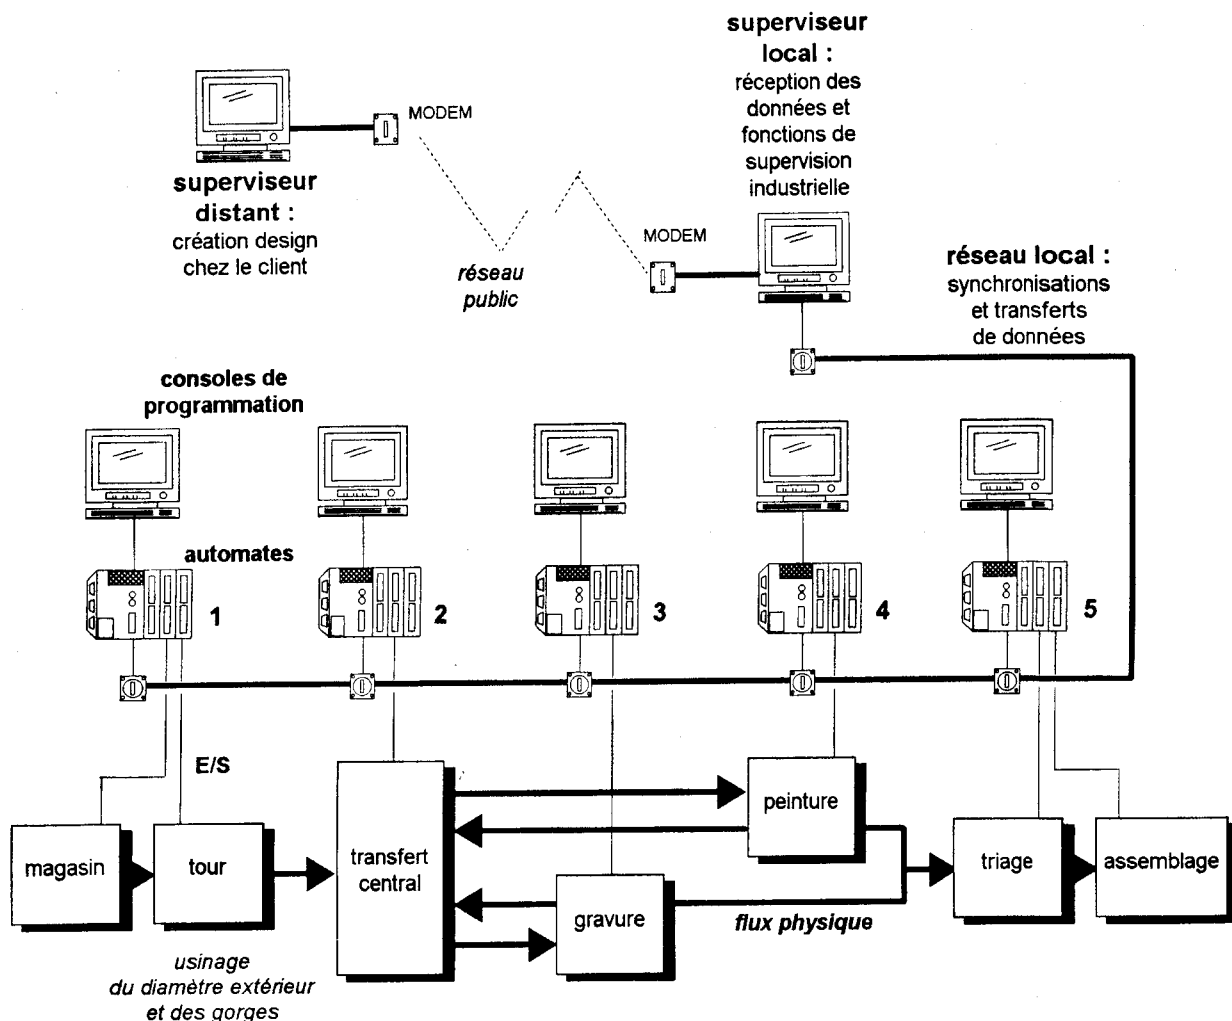 superviseur
local :
réception des
données et
fonctions de
supervision
industrielle
MODEM
superviseur
distant :
création design
chez le client
MODEM
réseau
public
réseau local :
synchronisations
et transferts
de données
consoles de
programmation
automates
1
2
3
4
5
E/S
magasin
tour
transfert
central
peinture
gravure
triage
assemblage
flux physique
usinage
du diamètre extérieur
et des gorges